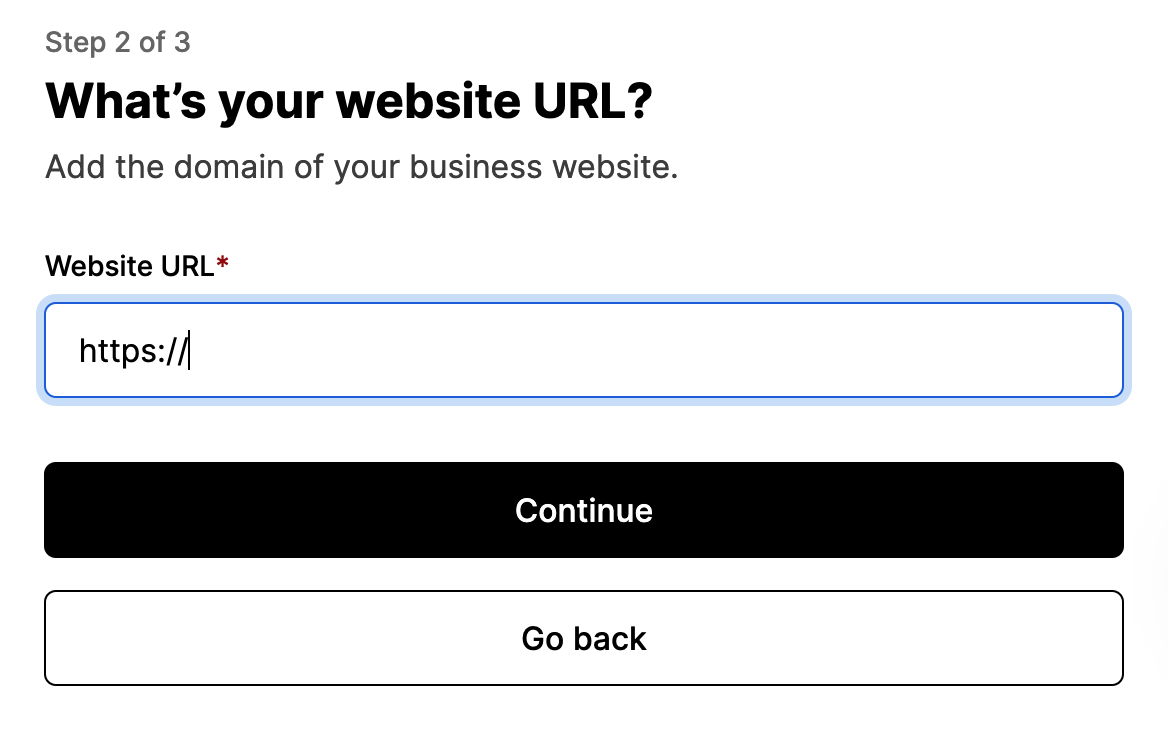 Step 2 of 3
What’s your website URL?
Add the domain of your business website.
Website URL*
https://
Continue
Go back